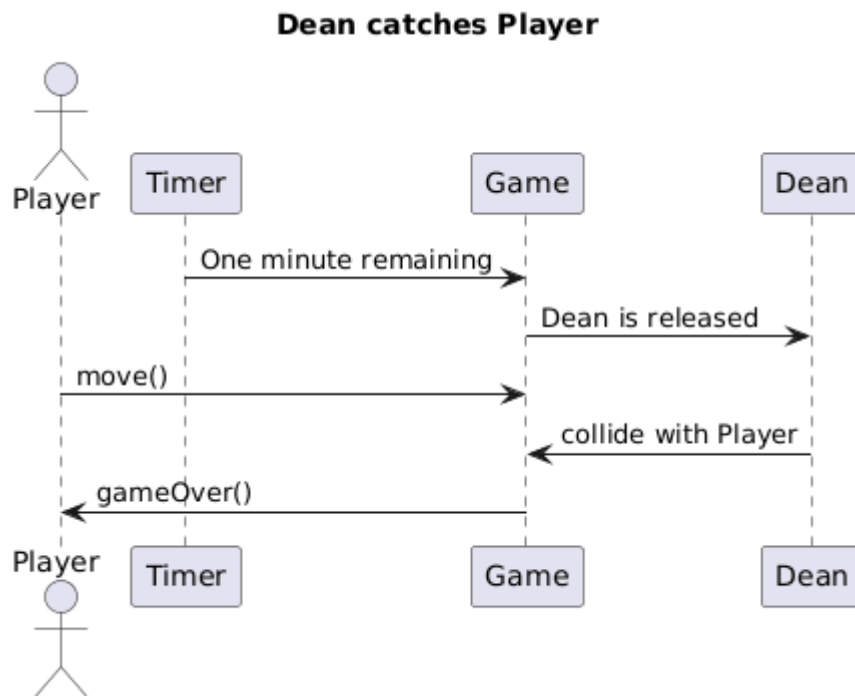 Dean catches Player
Player
Timer
Game
Dean
One minute remaining
Dean is released
move()
collide with Player
gameOver()
Player
Timer
Game
Dean